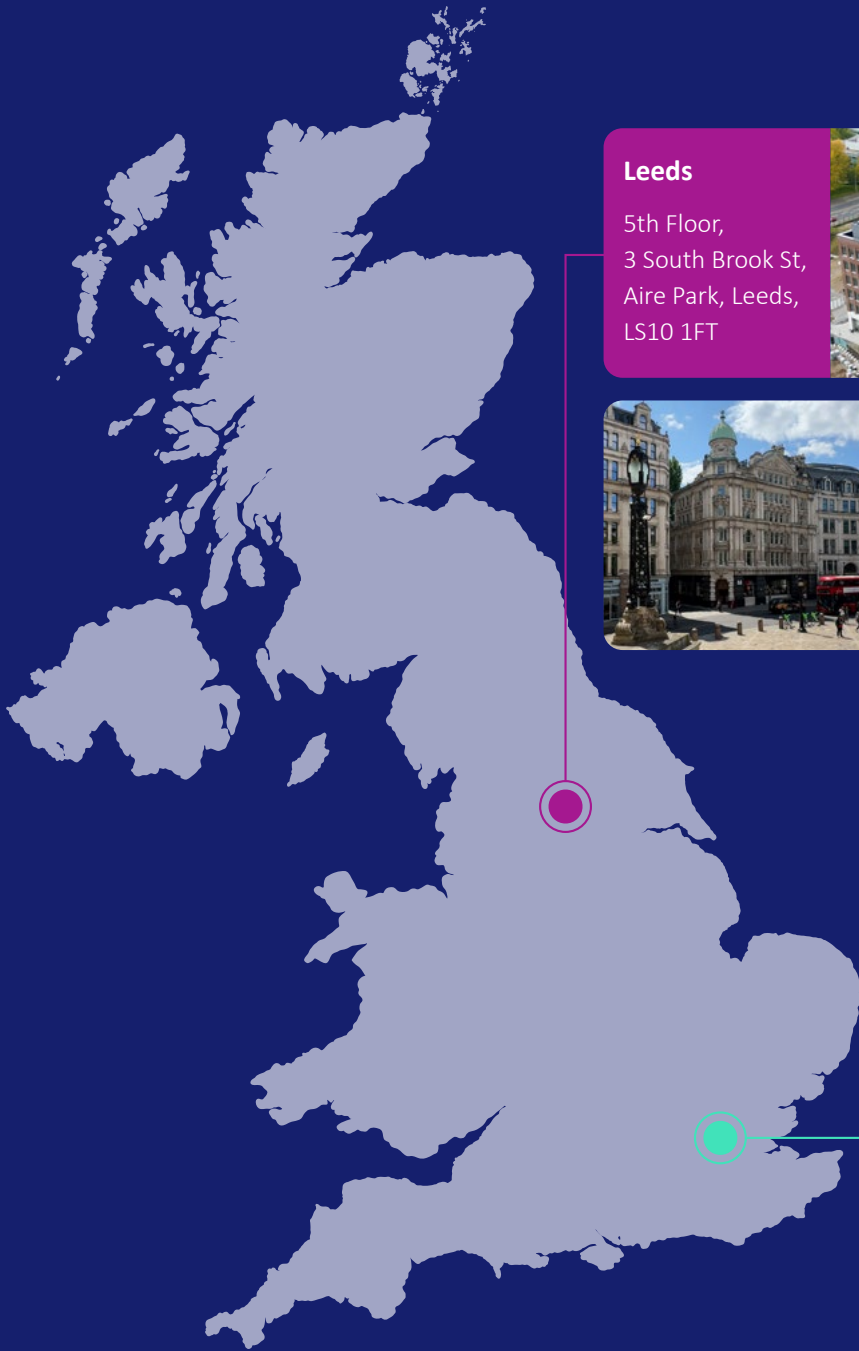 Leeds
5th Floor,
3 South Brook St,
Aire Park, Leeds,
LS10 1FT